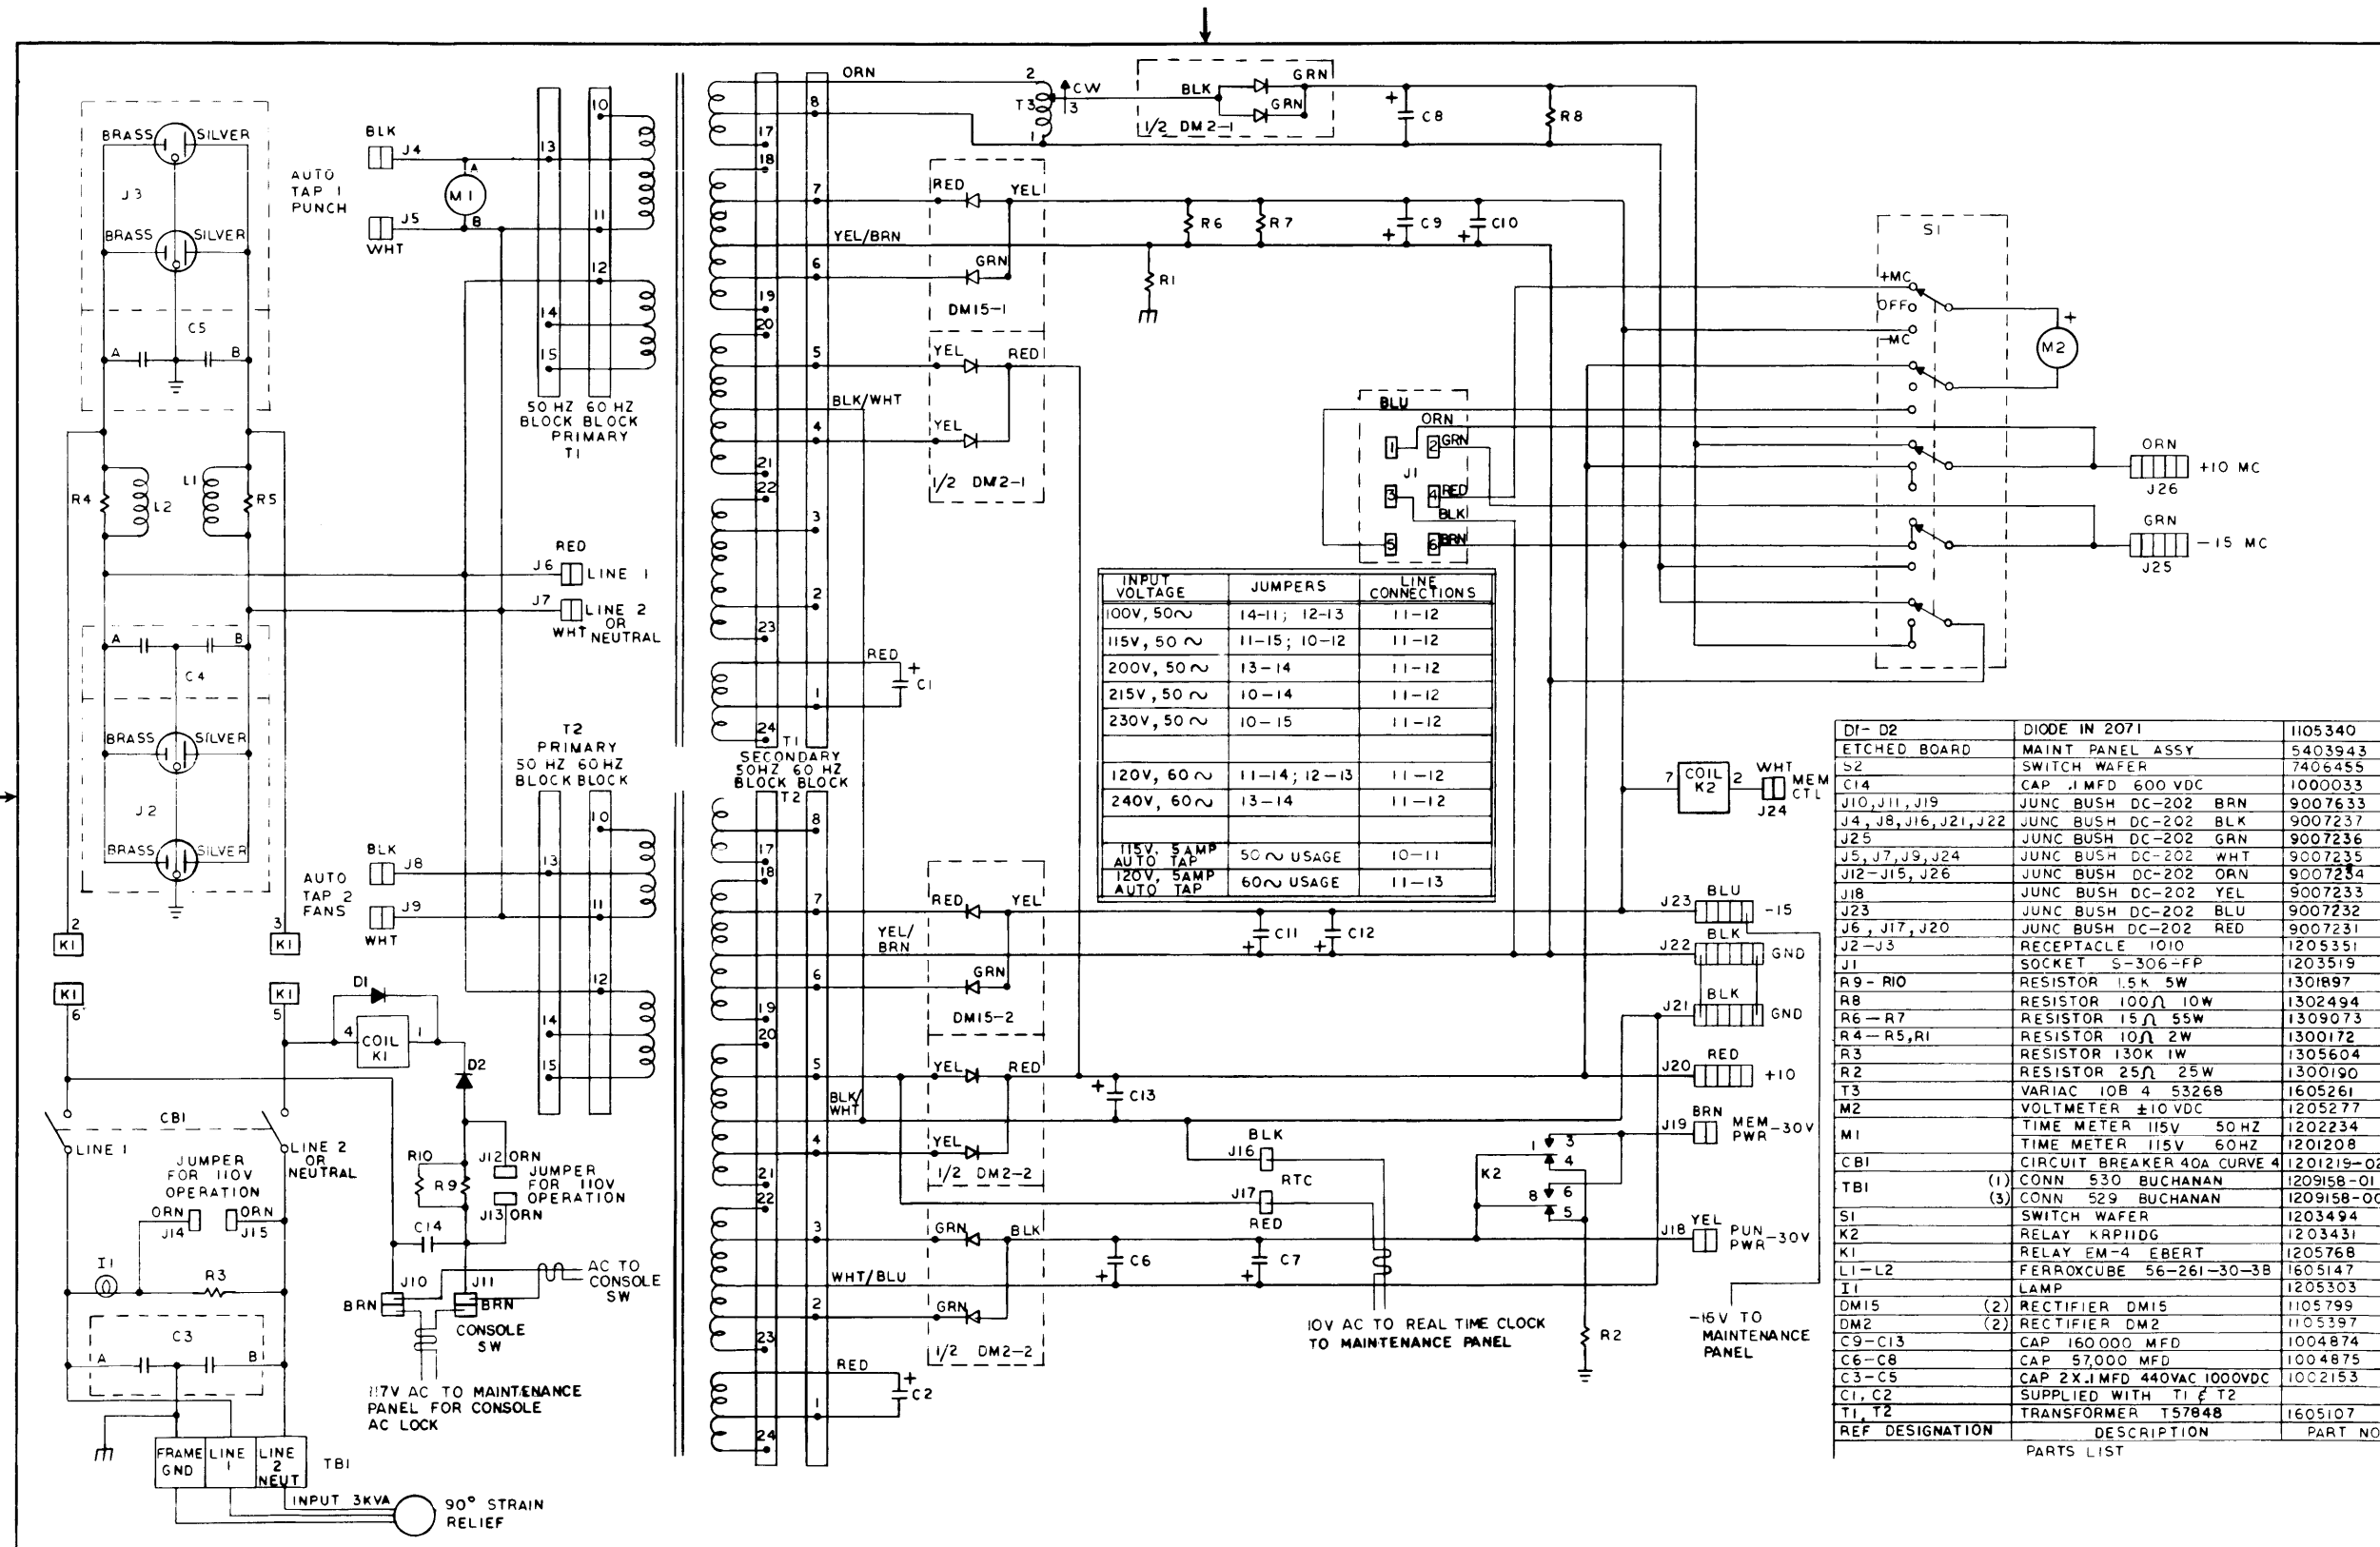 BRASS
SILVER
J3
BRASS
SILVER
C5
A
B
R4
L2
L1
R5
A
B
C4
BRASS
SILVER
J2
BRASS
SILVER
2
K1
3
K1
K1
6
K1
5
AUTO
TAP 1
PUNCH
BLK
J4
J5
WHT
A
M1
B
10
13
11
12
14
15
50 HZ 60 HZ
BLOCK BLOCK
PRIMARY
T1
RED
J6
LINE 1
J7
LINE 2
OR
NEUTRAL
WHT
T2
PRIMARY
50 HZ 60 HZ
BLOCK BLOCK
AUTO
TAP 2
FANS
BLK
J8
J9
WHT
10
13
11
12
14
15
D1
4
COIL
K1
1
D2
CB1
LINE 1
LINE 2
OR
NEUTRAL
JUMPER
FOR 110V
OPERATION
ORN
J14
ORN
J15
R10
R9
J12 ORN
JUMPER
FOR 110V
OPERATION
J13 ORN
C14
I1
R3
J10
BRN
J11
BRN
AC TO
CONSOLE
SW
CONSOLE
SW
C3
A
B
117V AC TO MAINTENANCE
PANEL FOR CONSOLE
AC LOCK
FRAME
GND
LINE
1
LINE
2
NEUT
TB1
INPUT 3KVA
90° STRAIN
RELIEF
ORN
8
17
18
7
YEL/BRN
6
19
20
5
BLK/WHT
4
21
22
3
2
23
RED
+
C1
1
24
T1
SECONDARY
50HZ 60 HZ
BLOCK BLOCK
T2
8
17
18
7
YEL/
BRN
6
19
20
5
BLK/
WHT
4
21
22
3
WHT/BLU
2
23
RED
+
C2
1
24
2
T3
CW
3
1
BLK
GRN
GRN
1/2 DM2-1
+
C8
R8
RED
YEL
GRN
DM15-1
R1
R6
R7
C9
+
C10
+
YEL
RED
YEL
1/2 DM2-1
BLU
ORN
1
2
GRN
J1
3
4
RED
BLK
5
6
BRN
S1
+MC
OFF
-MC
+
M2
ORN
+10 MC
J26
GRN
-15 MC
J25
INPUT VOLTAGE JUMPERS LINE CONNECTIONS
100V, 50~ 14-11; 12-13 11-12
115V, 50~ 11-15; 10-12 11-12
200V, 50~ 13-14 11-12
215V, 50~ 10-14 11-12
230V, 50~ 10-15 11-12
120V, 60~ 11-14; 12-13 11-12
240V, 60~ 13-14 11-12
115V, 5AMP AUTO TAP 50~ USAGE 10-11
120V, 5AMP AUTO TAP 60~ USAGE 11-13
7
COIL
K2
2
WHT
MEM
CTL
J24
RED
YEL
GRN
DM15-2
C11
+
C12
+
J23
BLU
-15
J22
BLK
GND
J21
BLK
GND
YEL
RED
YEL
1/2 DM2-2
+
C13
J20
RED
+10
BLK
J16
RTC
J17
RED
K2
1
3
4
8
6
5
J19
BRN
MEM
PWR
-30V
J18
YEL
PUN
PWR
-30V
GRN
BLK
GRN
1/2 DM2-2
C6
+
C7
+
10V AC TO REAL TIME CLOCK
TO MAINTENANCE PANEL
R2
-15V TO
MAINTENANCE
PANEL
D1- D2 DIODE IN 2071 1105340
ETCHED BOARD MAINT PANEL ASSY 5403943
S2 SWITCH WAFER 7406455
C14 CAP .1 MFD 600 VDC 1000033
J10,J11,J19 JUNC BUSH DC-202 BRN 9007633
J4, J8,J16,J21,J22 JUNC BUSH DC-202 BLK 9007237
J25 JUNC BUSH DC-202 GRN 9007236
J5,J7,J9,J24 JUNC BUSH DC-202 WHT 9007235
J12-J15, J26 JUNC BUSH DC-202 ORN 9007234
J18 JUNC BUSH DC-202 YEL 9007233
J23 JUNC BUSH DC-202 BLU 9007232
J6, J17, J20 JUNC BUSH DC-202 RED 9007231
J2-J3 RECEPTACLE 1010 1205351
J1 SOCKET S-306-FP 1203519
R9-R10 RESISTOR 1.5K 5W 1301897
R8 RESISTOR 100Ω 10W 1302494
R6-R7 RESISTOR 15Ω 55W 1309073
R4-R5,R1 RESISTOR 10Ω 2W 1300172
R3 RESISTOR 130K 1W 1305604
R2 RESISTOR 25Ω 25W 1300190
T3 VARIAC 10B 4 53268 1605261
M2 VOLTMETER ±10 VDC 1205277
M1 TIME METER 115V 50 HZ 1202234
TIME METER 115V 60HZ 1201208
CB1 CIRCUIT BREAKER 40A CURVE 4 1201219-02
TB1 (1) CONN 530 BUCHANAN 1209158-01
(3) CONN 529 BUCHANAN 1209158-00
S1 SWITCH WAFER 1203494
K2 RELAY KRP11DG 1203431
K1 RELAY EM-4 EBERT 1205768
L1-L2 FERROXCUBE 56-261-30-3B 1605147
I1 LAMP 1205303
DM15 (2) RECTIFIER DM15 1105799
DM2 (2) RECTIFIER DM2 1105397
C9-C13 CAP 160000 MFD 1004874
C6-C8 CAP 57,000 MFD 1004875
C3-C5 CAP 2X.1MFD 440VAC 1000VDC 1002153
C1, C2 SUPPLIED WITH T1 & T2
T1, T2 TRANSFORMER T57848 1605107
REF DESIGNATION DESCRIPTION PART NO
PARTS LIST